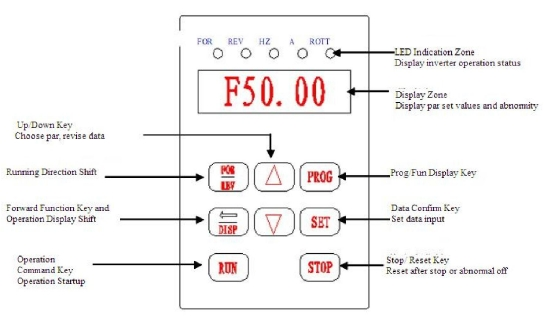 FOR REV HZ A ROTT
LED Indication Zone
Display inverter operation status
F50.00
Display Zone
Display par set values and abnormity
Up/Down Key
Choose par, revise data
Running Direction Shift
FOR
REV
PROG
Prog/Fun Display Key
Forward Function Key and
Operation Display Shift
DISP
SET
Data Confirm Key
Set data input
Operation
Command Key
Operation Startup
RUN
STOP
Stop/ Reset Key
Reset after stop or abnormal off